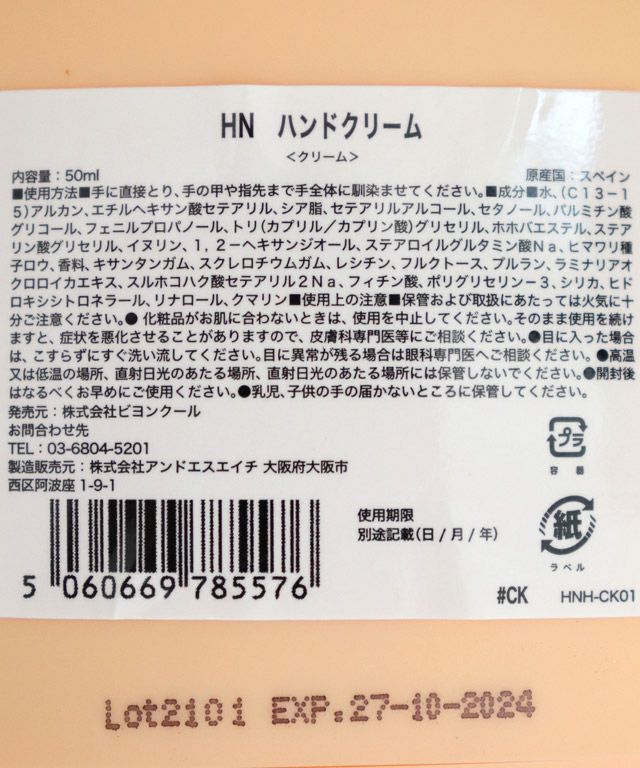 HN ハンドクリーム
<クリーム>
内容量：50ml
原産国：スペイン
■使用方法■手に直接とり、手の甲や指先まで手全体に馴染ませてください。■成分■水、(C13-1
5)アルカン、エチルヘキサン酸セテアリル、シア脂、セテアリルアルコール、セタノール、パルミチン酸
グリコール、フェニルプロパノール、トリ(カプリル／カプリン酸)グリセリル、ホホバエステル、ステア
リン酸グリセリル、イヌリン、1，2-ヘキサンジオール、ステアロイルグルタミン酸Na、ヒマワリ種
子ロウ、香料、キサンタンガム、スクレロチウムガム、レシチン、フルクトース、プルラン、ラミナリアオ
クロロイカエキス、スルホコハク酸セテアリル2Na、フィチン酸、ポリグリセリン-3、シリカ、ヒド
ロキシシトロネラール、リナロール、クマリン■使用上の注意■保管および取扱にあたっては火気に十
分ご注意ください。● 化粧品がお肌に合わないときは、使用を中止してください。そのまま使用を続け
ますと、症状を悪化させることがありますので、皮膚科専門医等にご相談ください。●目に入った場合
は、こすらずにすぐ洗い流してください。目に異常が残る場合は眼科専門医へご相談ください。●高温
又は低温の場所、直射日光のあたる場所、直射日光のあたる場所には保管しないでください。●開封後
はなるべくお早めにご使用ください。●乳児、子供の手の届かないところに保管してください。
発売元：株式会社ビヨンクール
お問合わせ先
TEL：03-6804-5201
製造販売元：株式会社アンドエスエイチ 大阪府大阪市
西区阿波座 1-9-1
プラ
容器
使用期限
別途記載(日 / 月 / 年)
紙
ラベル
5 060669 785576
#CK
HNH-CK01
Lot2101 EXP.:27-10-2024